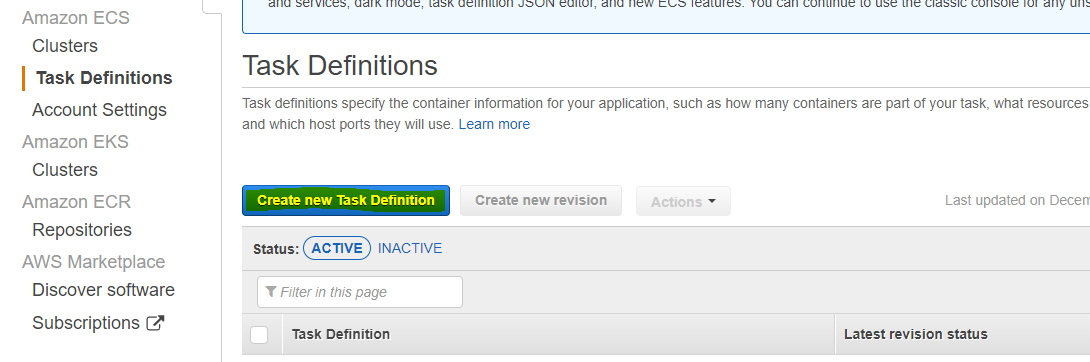 and services, dark mode, task definition JSON editor, and new ECS features. You can continue to use the classic console for any uns
Amazon ECS
Clusters
Task Definitions
Account Settings
Amazon EKS
Clusters
Amazon ECR
Repositories
AWS Marketplace
Discover software
Subscriptions
Task Definitions
Task definitions specify the container information for your application, such as how many containers are part of your task, what resources
and which host ports they will use. Learn more
Create new Task Definition
Create new revision
Actions
Last updated on Decem
Status: ACTIVE INACTIVE
Filter in this page
Task Definition
Latest revision status